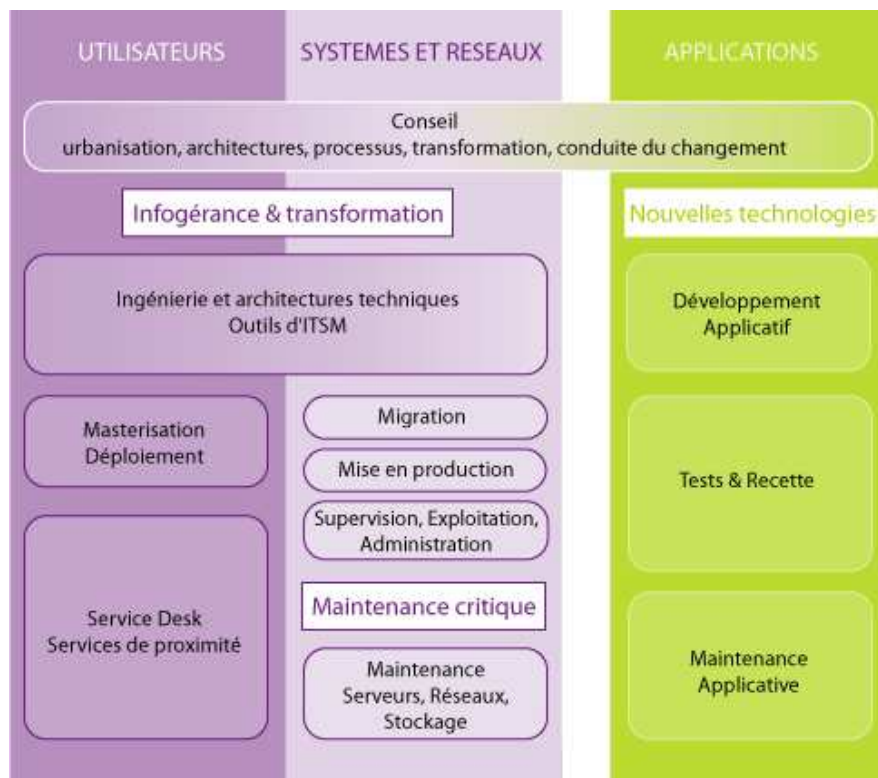 UTILISATEURS
SYSTEMES ET RESEAUX
APPLICATIONS
Conseil
urbanisation, architectures, processus, transformation, conduite du changement
Infogérance & transformation
Nouvelles technologies
Ingénierie et architectures techniques
Outils d'ITSM
Développement
Applicatif
Masterisation
Déploiement
Migration
Mise en production
Supervision, Exploitation,
Administration
Tests & Recette
Service Desk
Services de proximité
Maintenance critique
Maintenance
Serveurs, Réseaux,
Stockage
Maintenance
Applicative